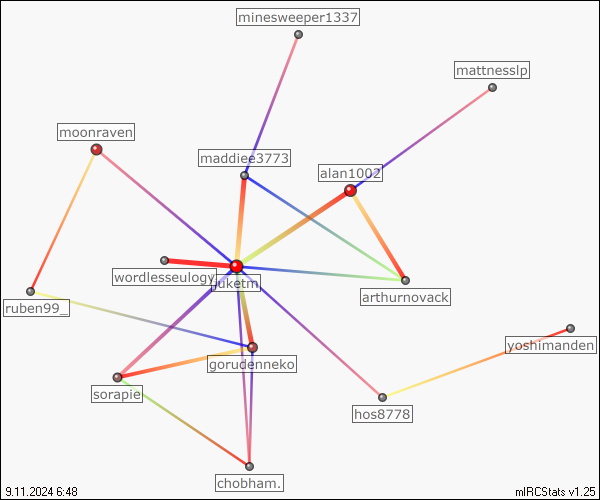 minesweeper1337
mattnesslp
moonraven
maddiee3773
alan1002
wordlesseulogy
juketm
arthurnovack
ruben99_
yoshimanden
gorudenneko
sorapie
hos8778
chobham.
9.11.2024 6:48
mIRCStats v1.25